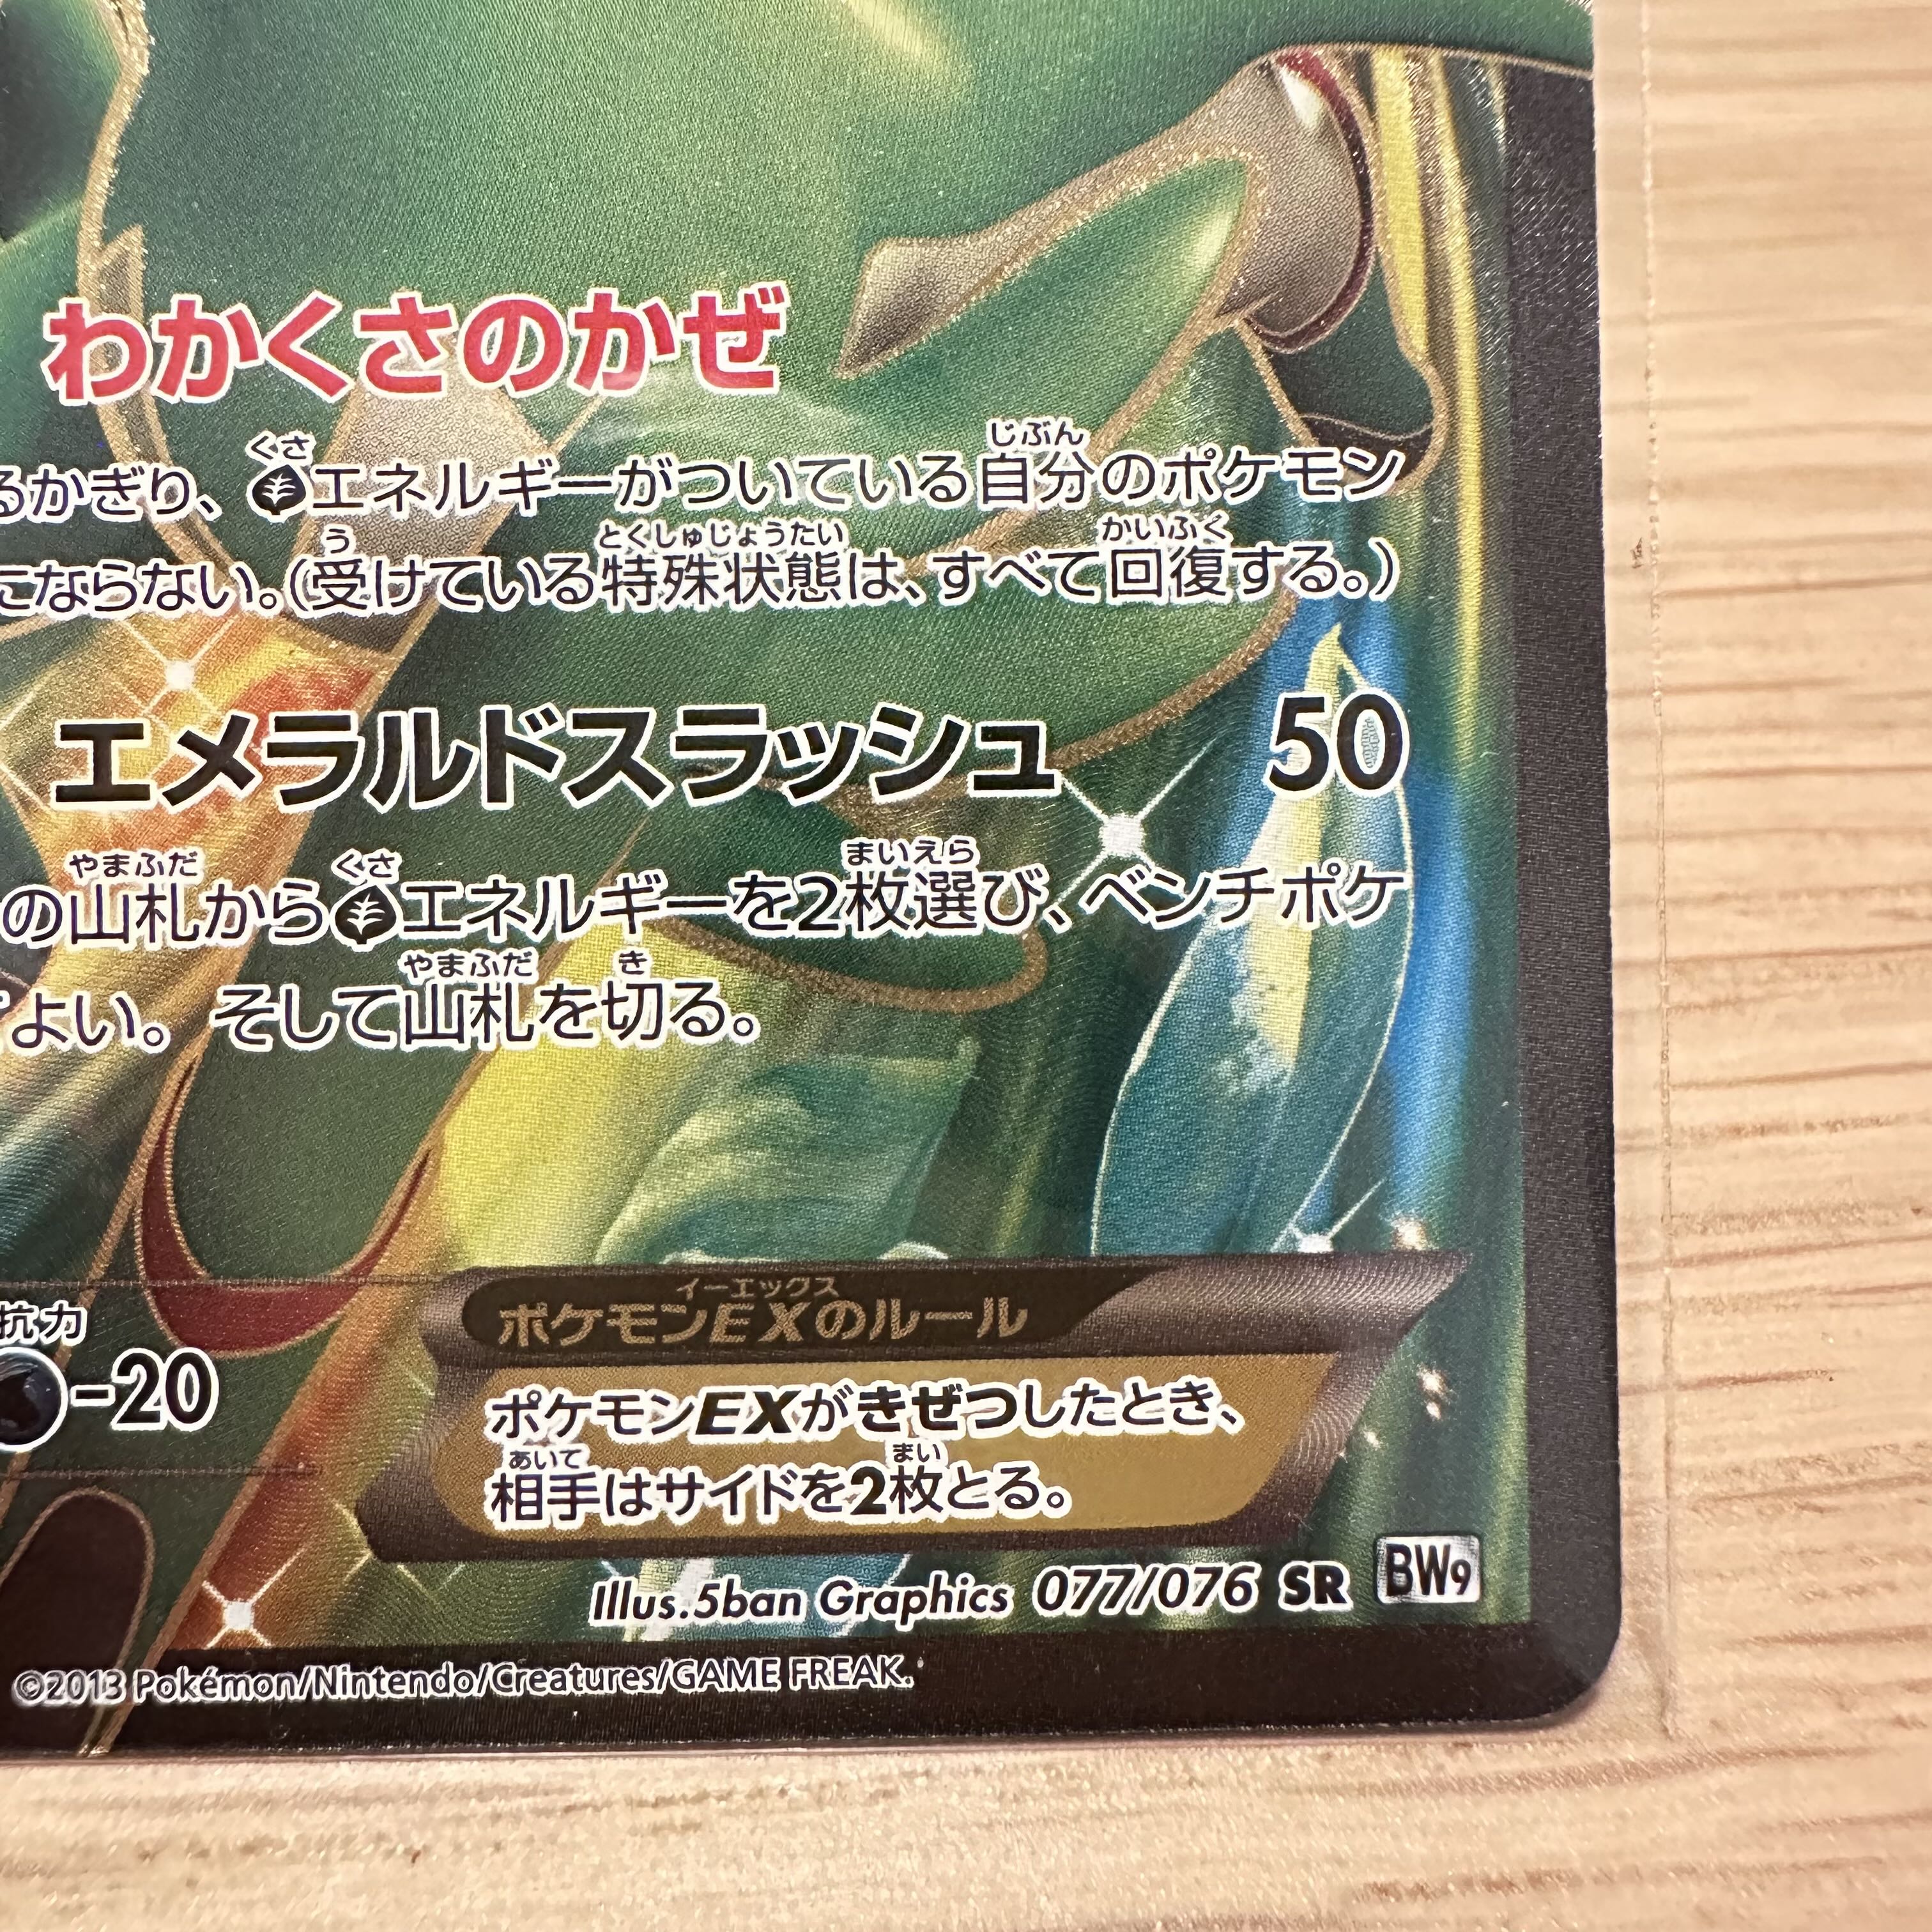 わかくさのかぜ
くさ じぶん
るかぎり、エネルギーがついている自分のポケモン
う とくしゅじょうたい かいふく
にならない。(受けている特殊状態は、すべて回復する。)
エメラルドスラッシュ 50
やまふだ くさ まいえら
の山札からエネルギーを2枚選び、ベンチポケ
やまふだ き
てよい。そして山札を切る。
抗力
-20
イーエックス
ポケモンEXのルール
ポケモンEXがきぜつしたとき、
あいて まい
相手はサイドを2枚とる。
Illus.5ban Graphics 077/076 SR BW9
©2013 Pokémon/Nintendo/Creatures/GAME FREAK.